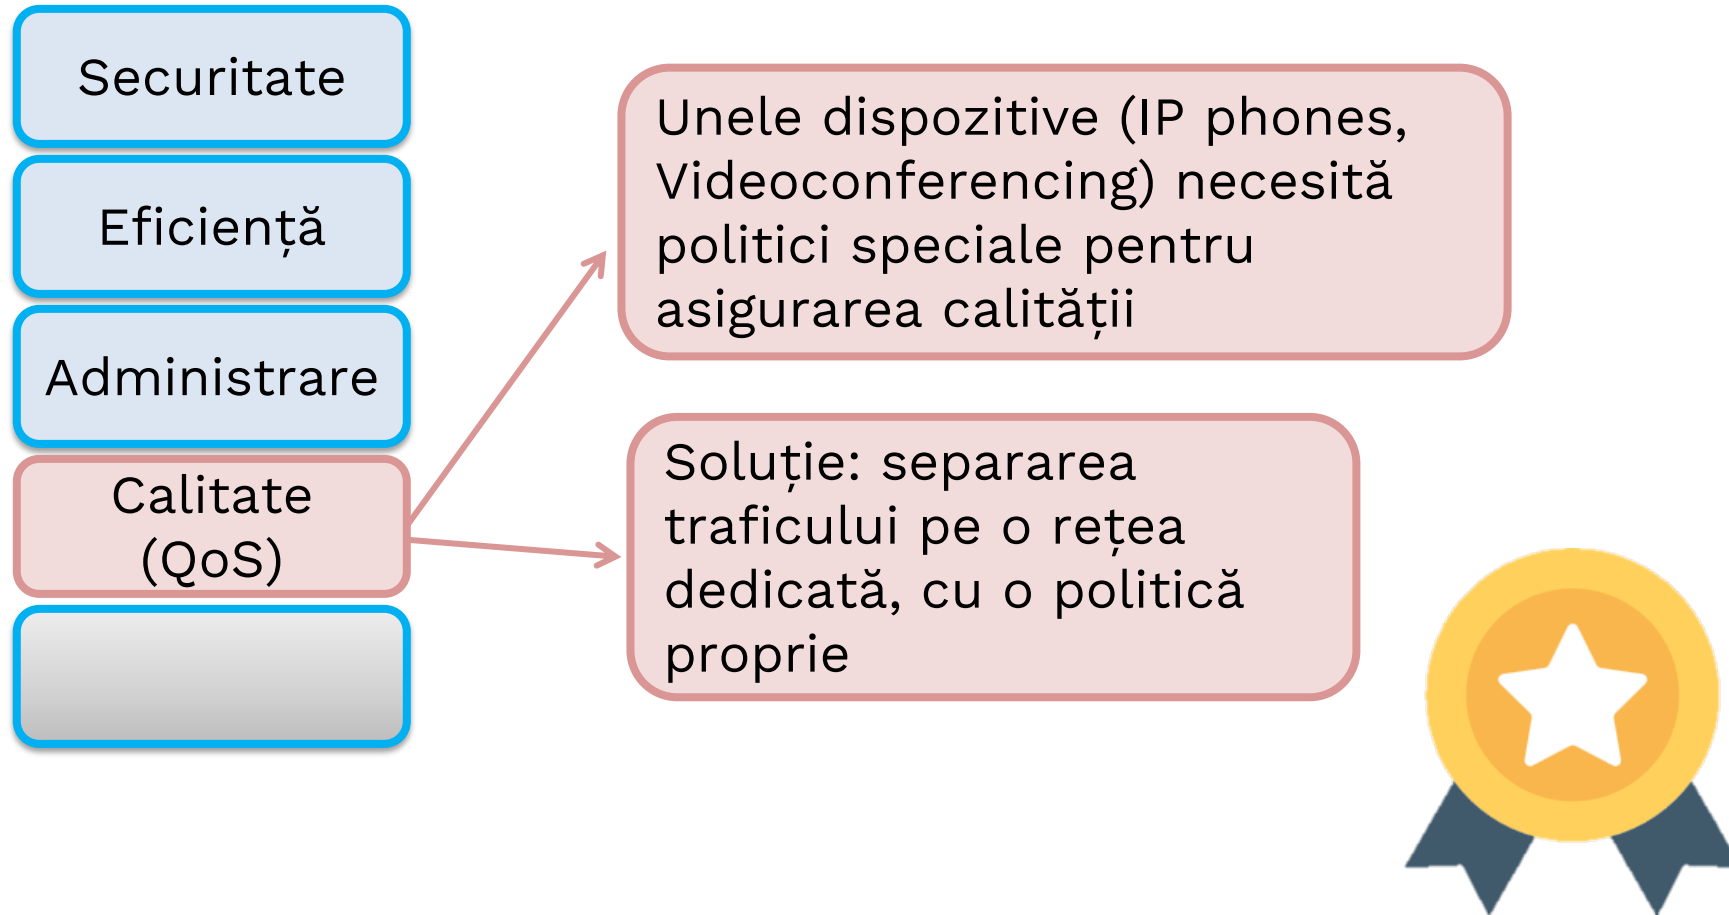 Securitate
Eficiență
Administrare
Calitate
(QoS)
Unele dispozitive (IP phones,
Videoconferencing) necesită
politici speciale pentru
asigurarea calității
Soluție: separarea
traficului pe o rețea
dedicată, cu o politică
proprie